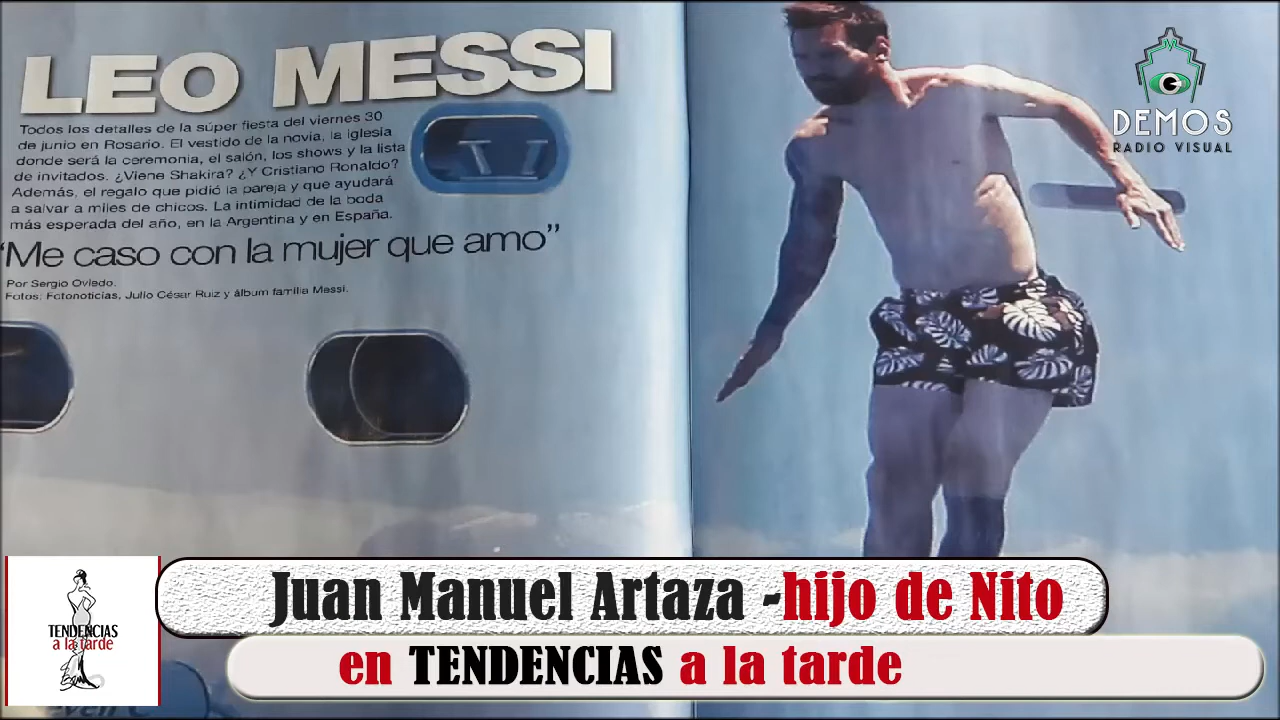 LEO MESSI
Todos los detalles de la súper fiesta del viernes 30
de junio en Rosario. El vestido de la novia, la iglesia
donde será la ceremonia, el salón, los shows y la lista
de invitados. ¿Viene Shakira? ¿Y Cristiano Ronaldo?
Además, el regalo que pidió la pareja y que ayudará
a salvar a miles de chicos. La intimidad de la boda
más esperada del año, en la Argentina y en España.
“Me caso con la mujer que amo”
Por Sergio Oviedo.
Fotos: Fotonoticias, Julio César Ruiz y álbum familia Messi.
DEMOS
RADIO VISUAL
TENDENCIAS
a la tarde
Juan Manuel Artaza -hijo de Nito
en TENDENCIAS a la tarde